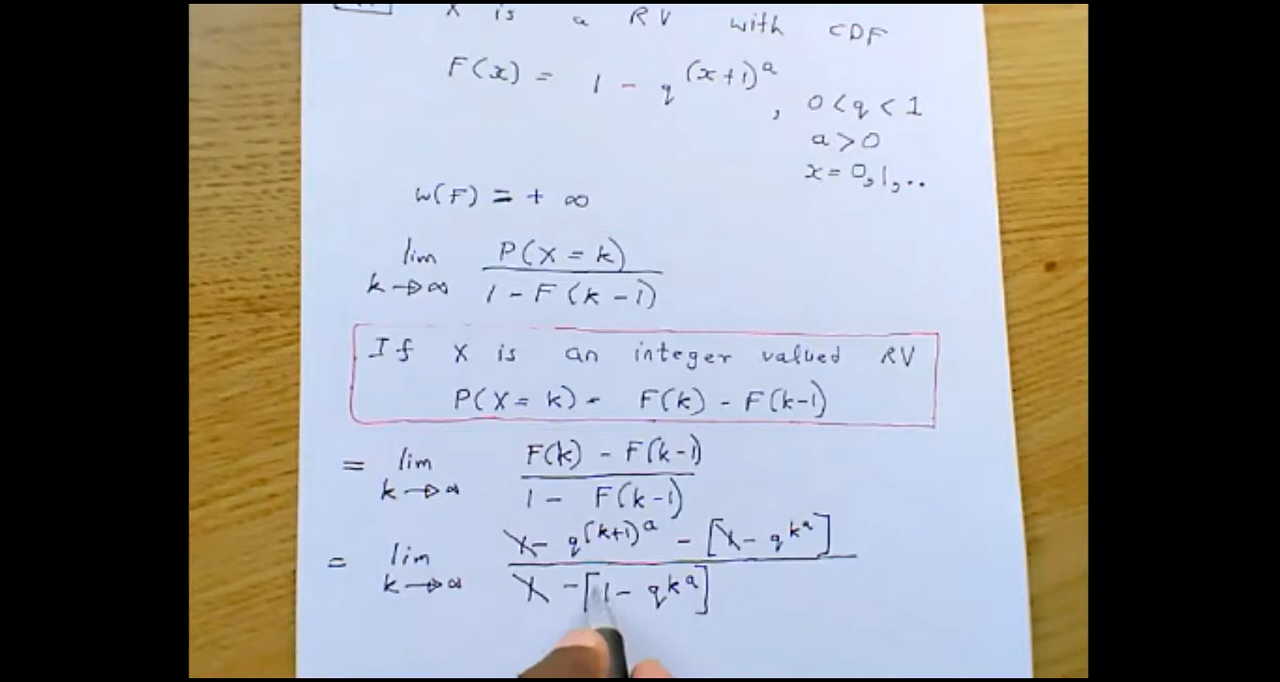 X is a RV with CDF
F(x) = 1 - q^(x+1)^a , 0<q<1
a>0
x=0,1,..
w(F) = + ∞
lim k→∞ P(X=k) / 1-F(k-1)
If X is an integer valued RV
P(X=k) - F(k) - F(k-1)
= lim k→∞ F(k) - F(k-1) / 1 - F(k-1)
= lim k→∞ 1- q^(k+1)^a - [1- q^k^a] / 1 -[1- q^k^a]